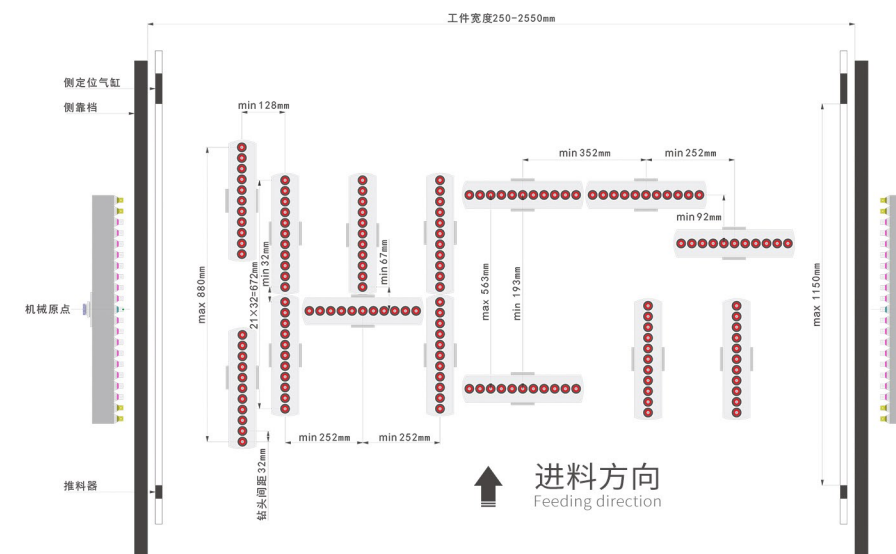 工件宽度250-2550mm
侧定位气缸
侧靠档
min 128mm
min 352mm
min 252mm
min 92mm
min 32mm
min 67mm
21×32=672mm
max 880mm
max 563mm
min 193mm
max 1150mm
机械原点
min 252mm
min 252mm
钻头间距32mm
推料器
进料方向
Feeding direction